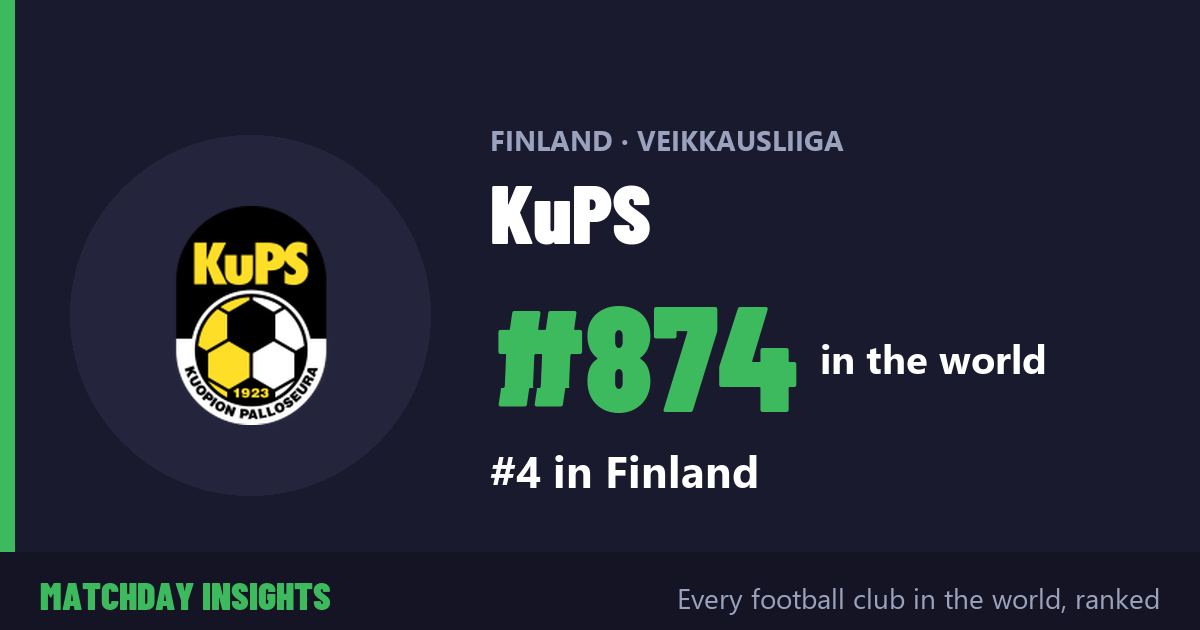 FINLAND · VEIKKAUSLIIGA
KuPS
#874 in the world
#4 in Finland
KuPS
1923
KUOPION PALLOSEURA
MATCHDAY INSIGHTS
Every football club in the world, ranked